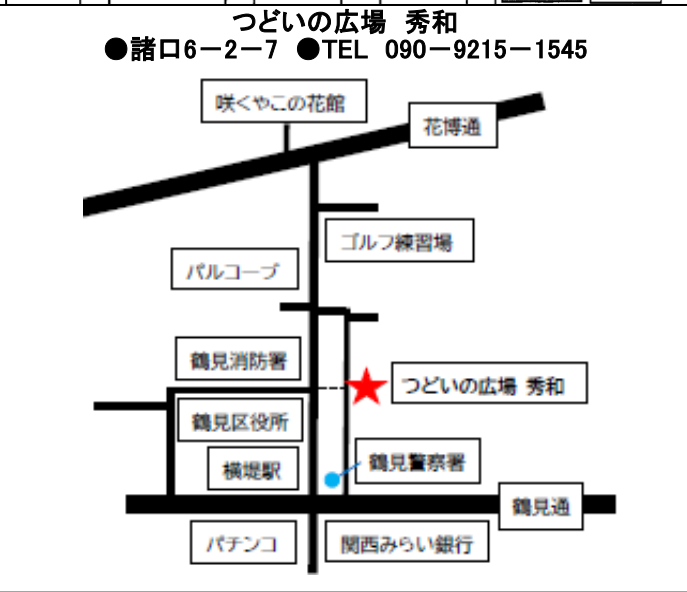 つどいの広場 秀和
●諸口6－2－7 ●TEL 090－9215－1545
咲くやこの花館
花博通
ゴルフ練習場
パルコープ
鶴見消防署
つどいの広場 秀和
鶴見区役所
鶴見警察署
横堤駅
鶴見通
パチンコ
関西みらい銀行